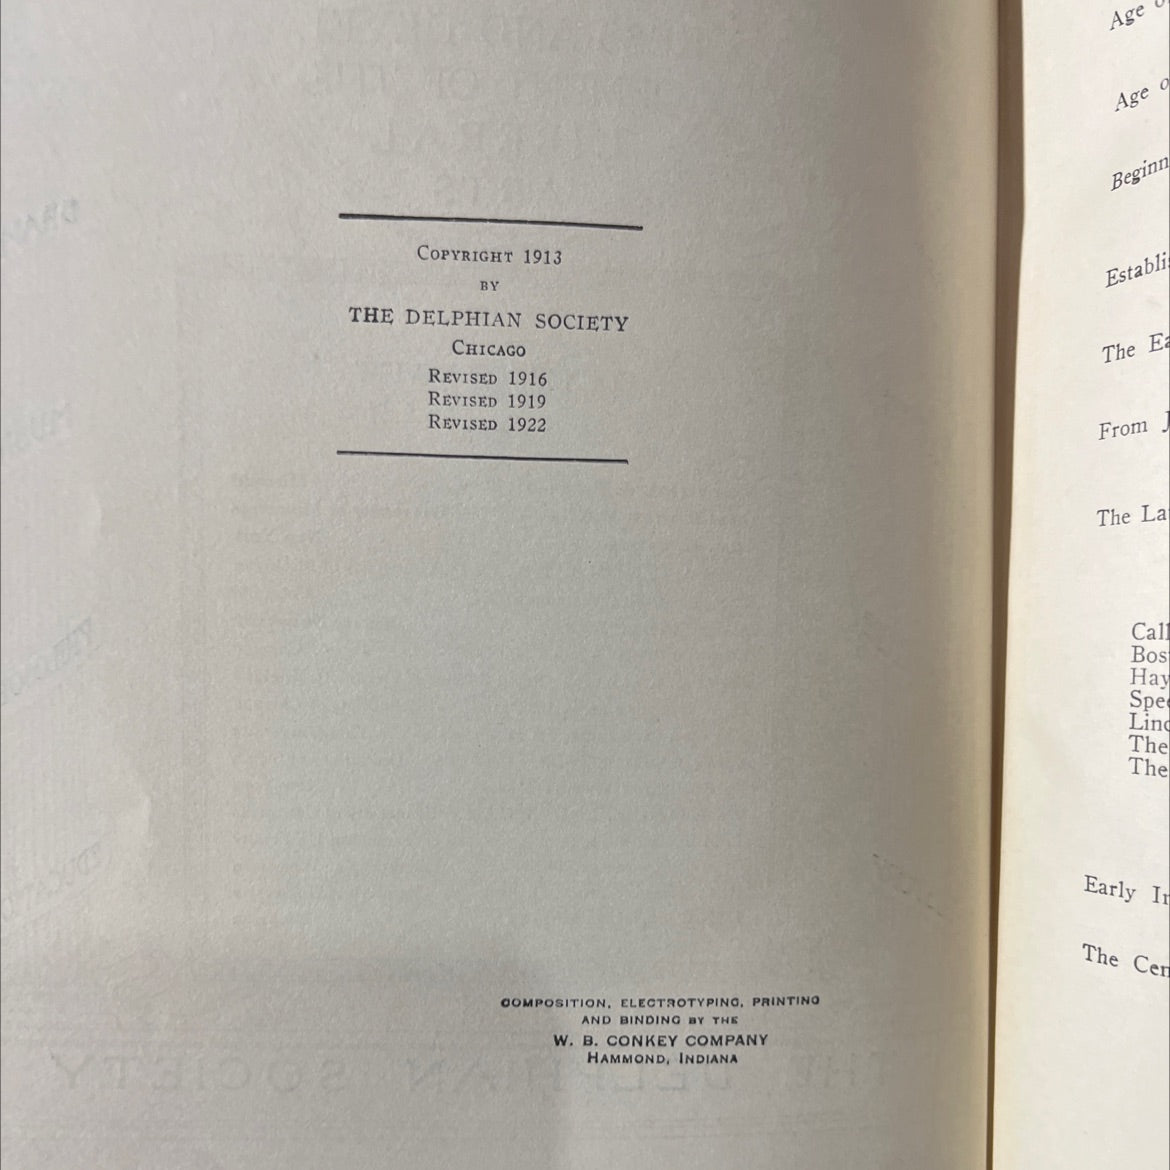 COPYRIGHT 1913
BY
THE DELPHIAN SOCIETY
CHICAGO
REVISED 1916
REVISED 1919
REVISED 1922
COMPOSITION, ELECTROTYPING, PRINTING
AND BINDING BY THE
W. B. CONKEY COMPANY
HAMMOND, INDIANA
Age
Age o
Beginn
Establi
The Ea
From J
The La
Call
Bos
Hay
Spe
Linc
The
The
Early
The Cen